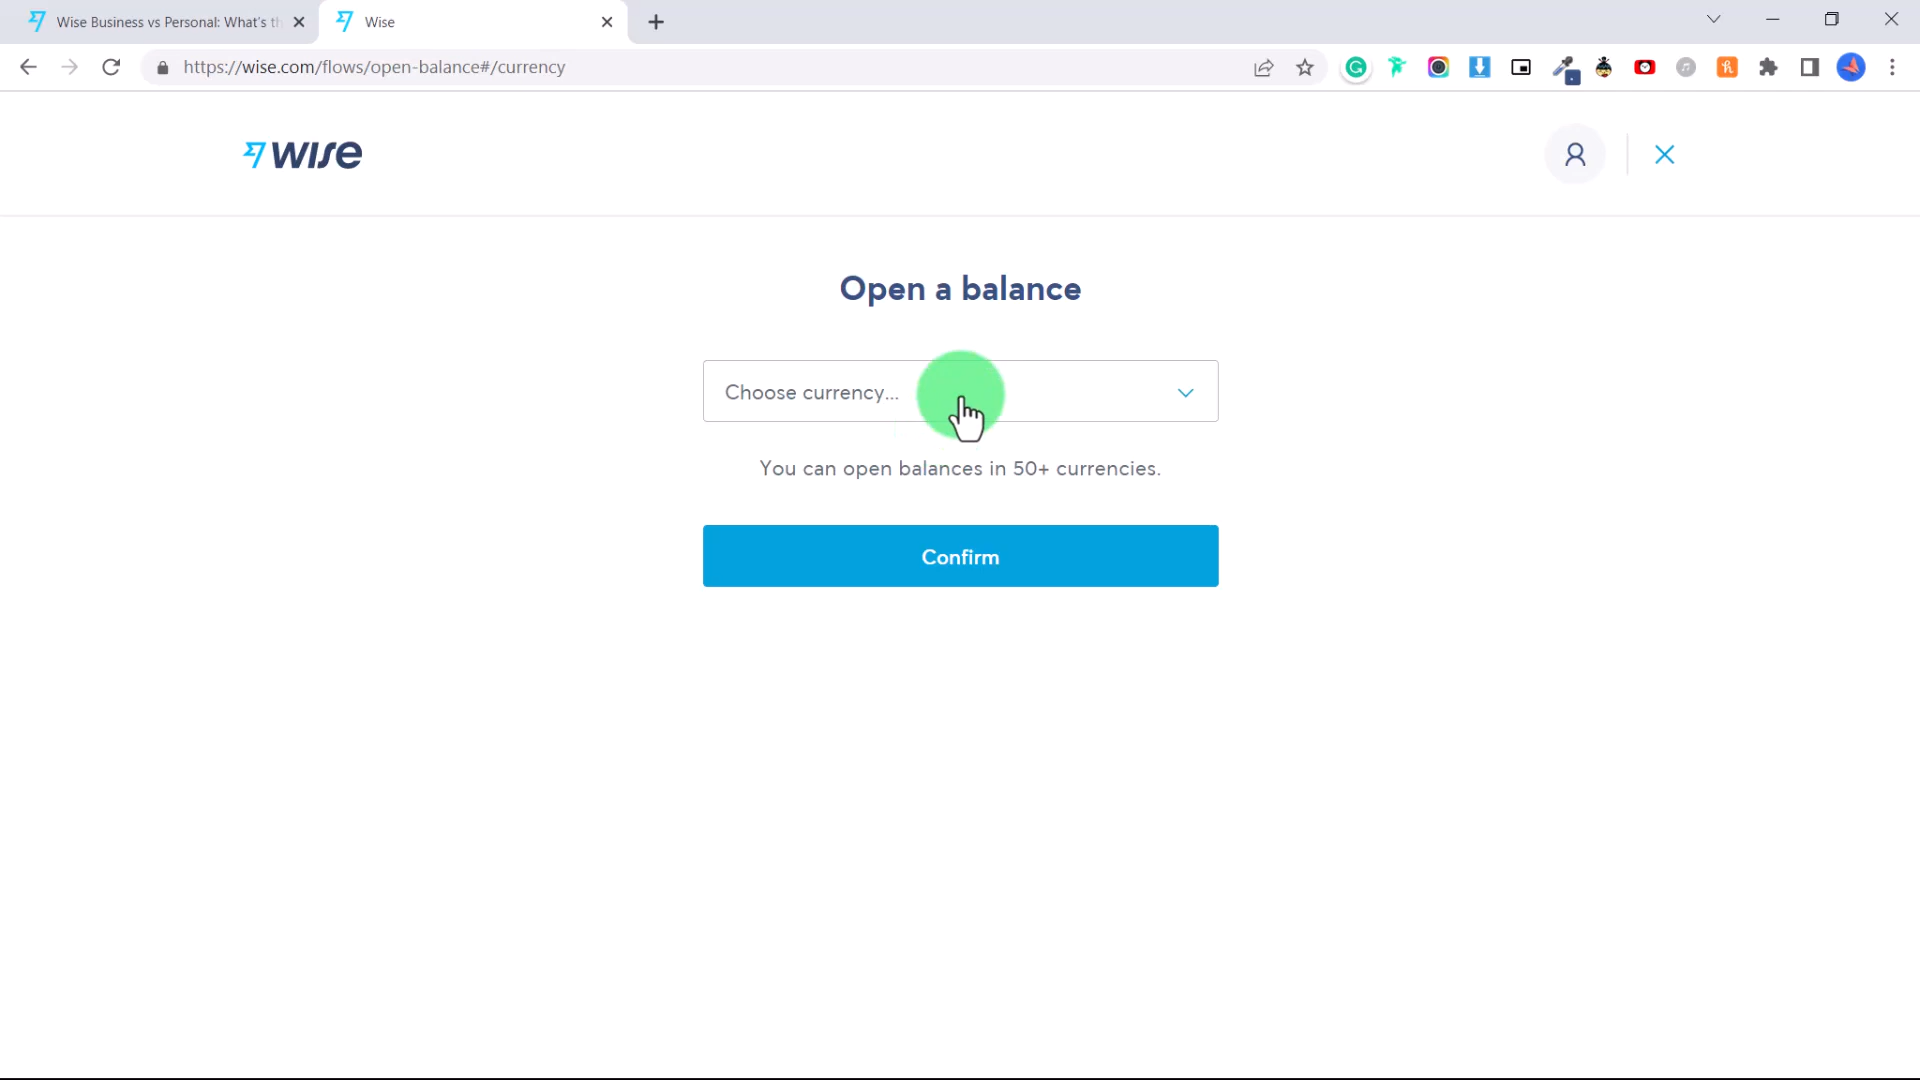 Wise Business vs Personal: What's th
Wise
https://wise.com/flows/open-balance#/currency
WISE
Open a balance
Choose currency...
You can open balances in 50+ currencies.
Confirm